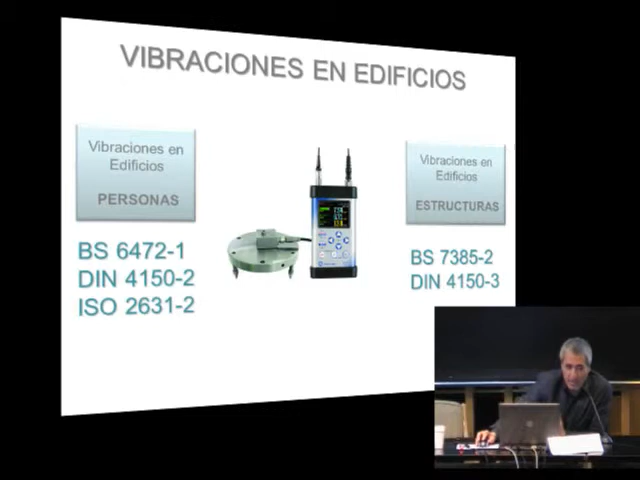 VIBRACIONES EN EDIFICIOS
Vibraciones en
Edificios
PERSONAS
BS 6472-1
DIN 4150-2
ISO 2631-2
Vibraciones en
Edificios
ESTRUCTURAS
BS 7385-2
DIN 4150-3